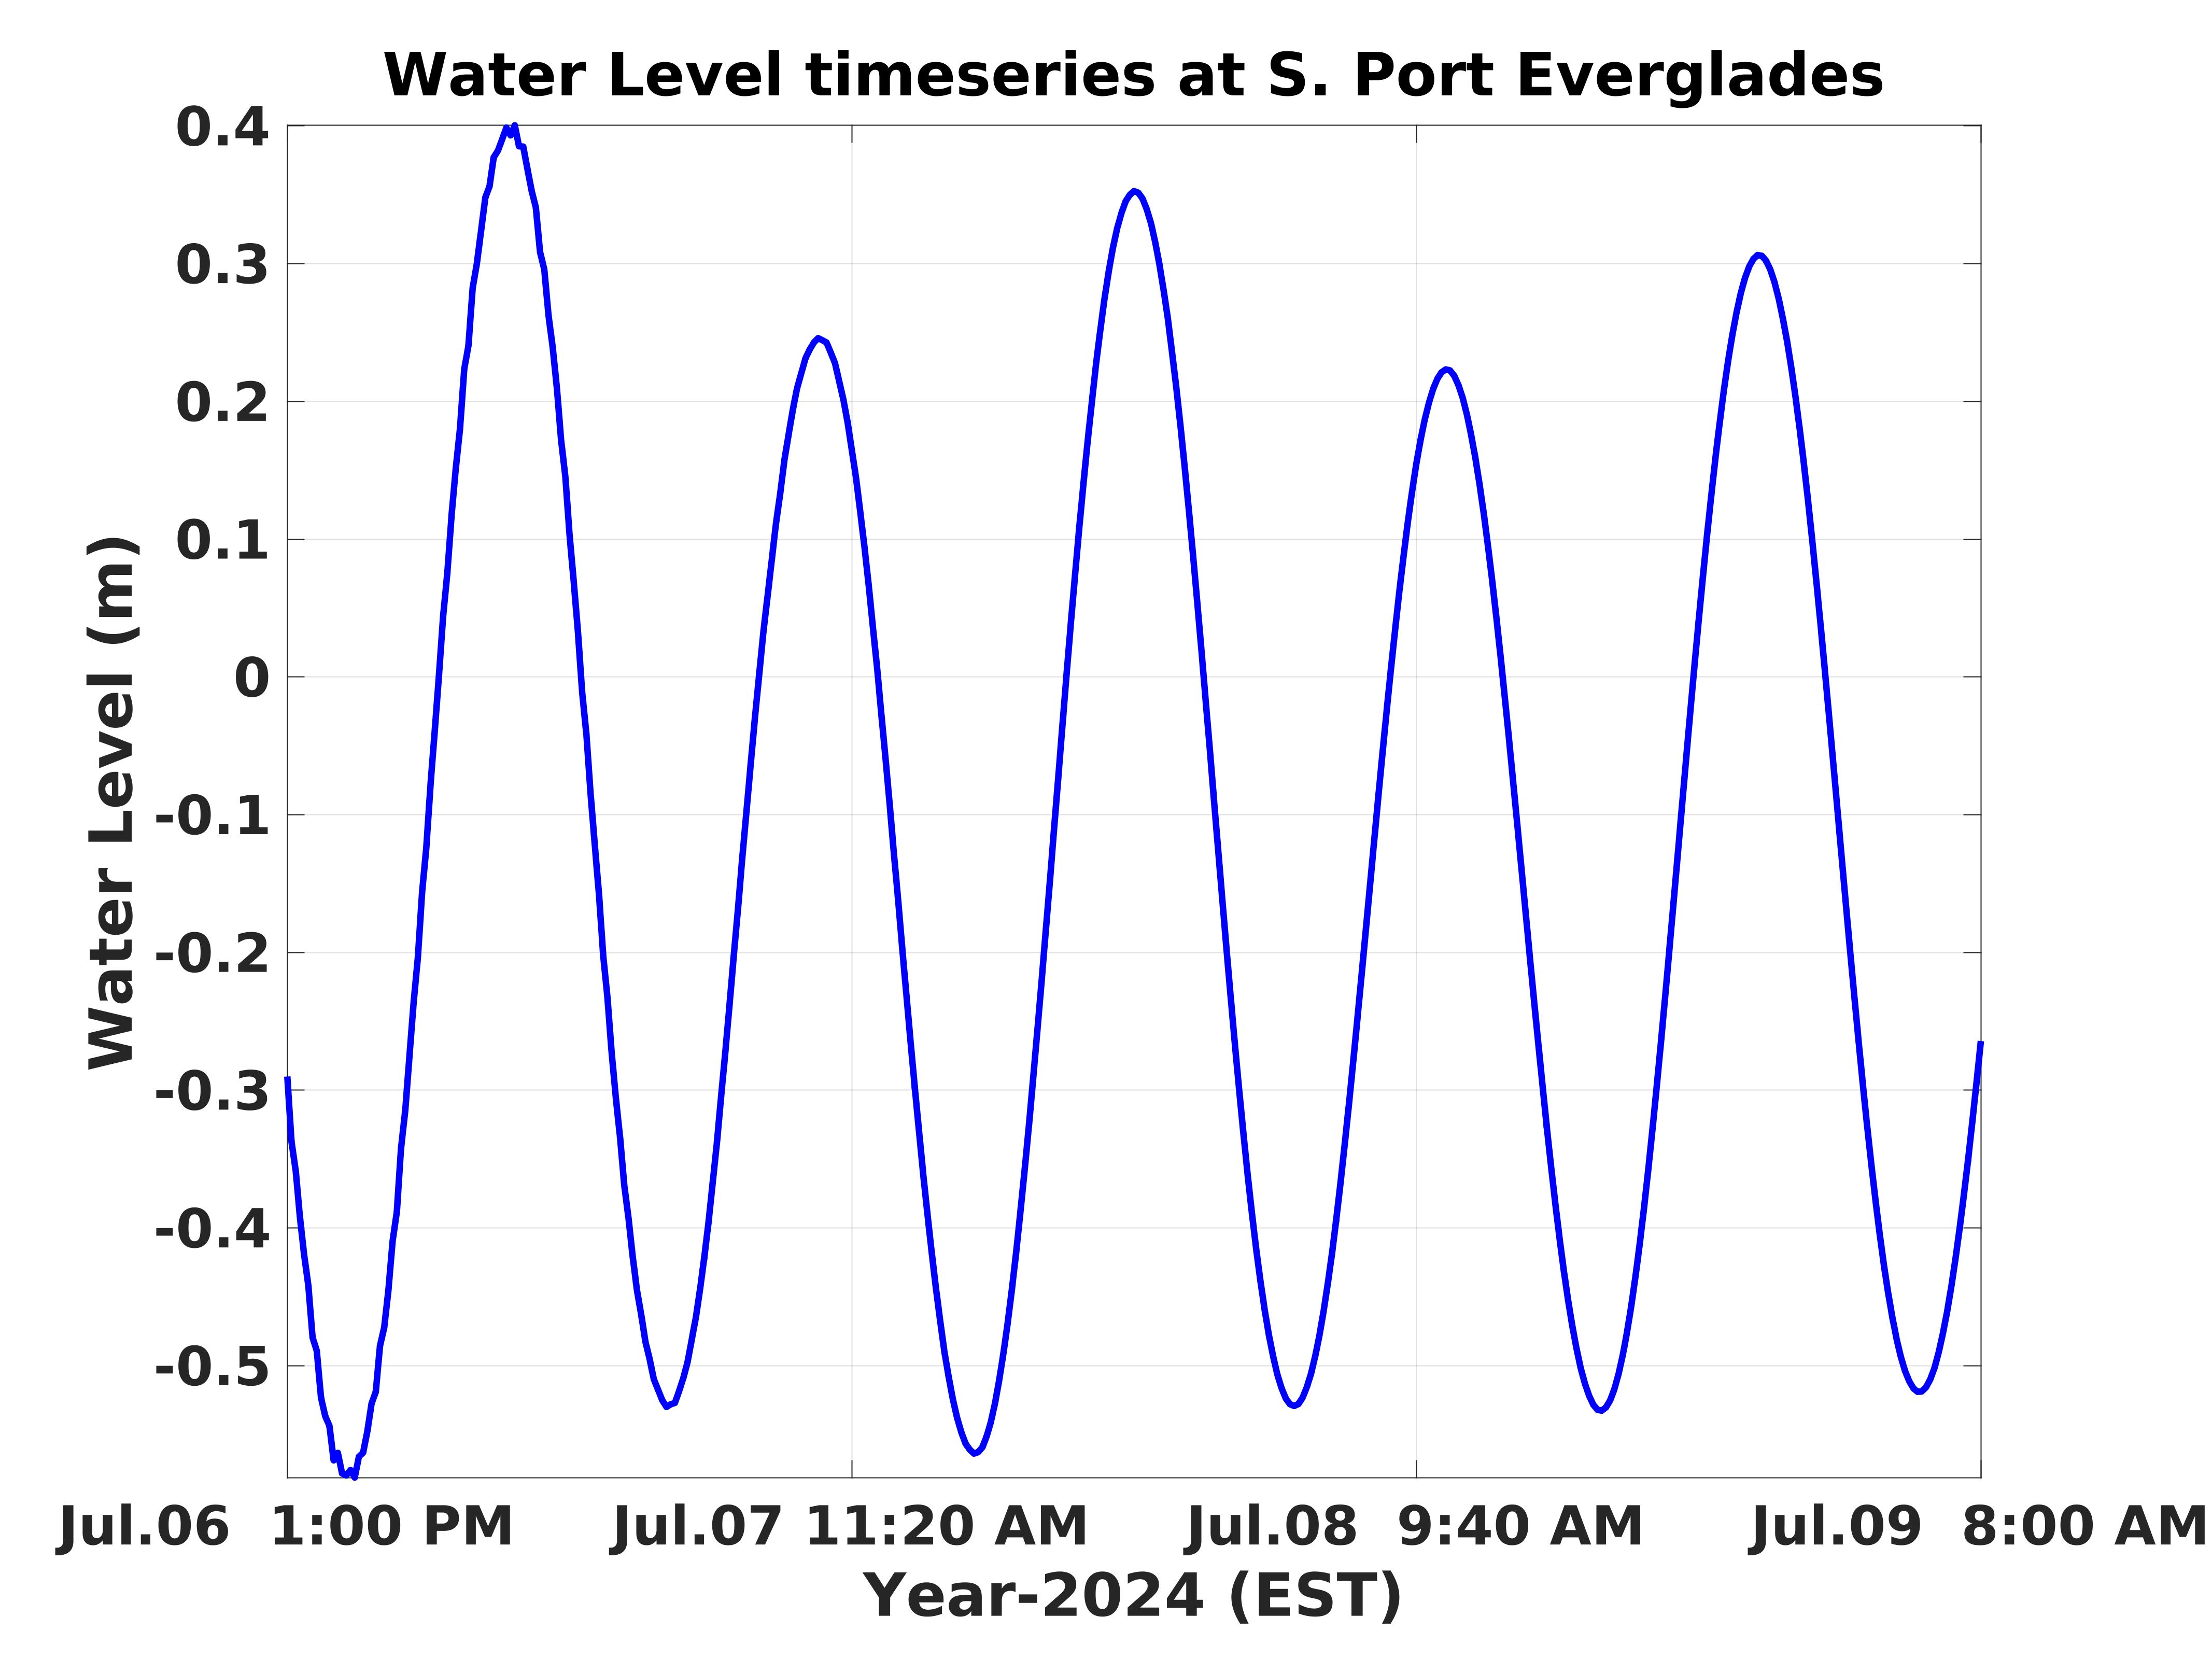 Water Level timeseries at S. Port Everglades
0.4
0.3
0.2
0.1
0
-0.1
-0.2
-0.3
-0.4
-0.5
Water Level (m)
Jul.06 1:00 PM Jul.07 11:20 AM Jul.08 9:40 AM Jul.09 8:00 AM
Year-2024 (EST)